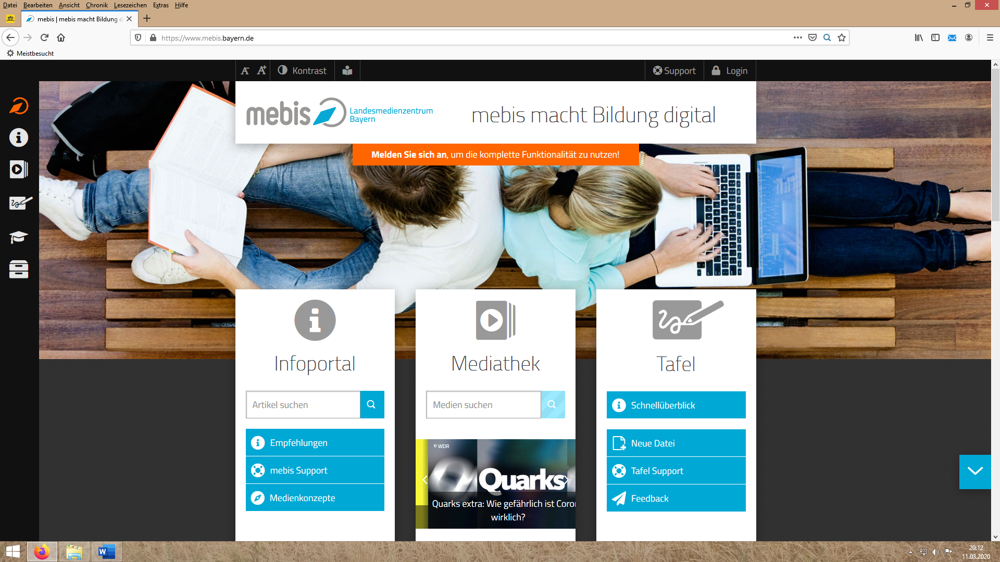 Datei Bearbeiten Ansicht Chronik Lesezeichen Extras Hilfe
mebis | mebis macht Bildung d
https://www.mebis.bayern.de
Meistbesucht
A- A+ Kontrast Support Login
mebis Landesmedienzentrum
Bayern
mebis macht Bildung digital
Melden Sie sich an, um die komplette Funktionalität zu nutzen!
Infoportal
Artikel suchen
Empfehlungen
mebis Support
Medienkonzepte
Mediathek
Medien suchen
© WDR
Quarks
Quarks extra: Wie gefährlich ist Coro
wirklich?
Tafel
Schnellüberblick
Neue Datei
Tafel Support
Feedback
20:12
11.03.2020